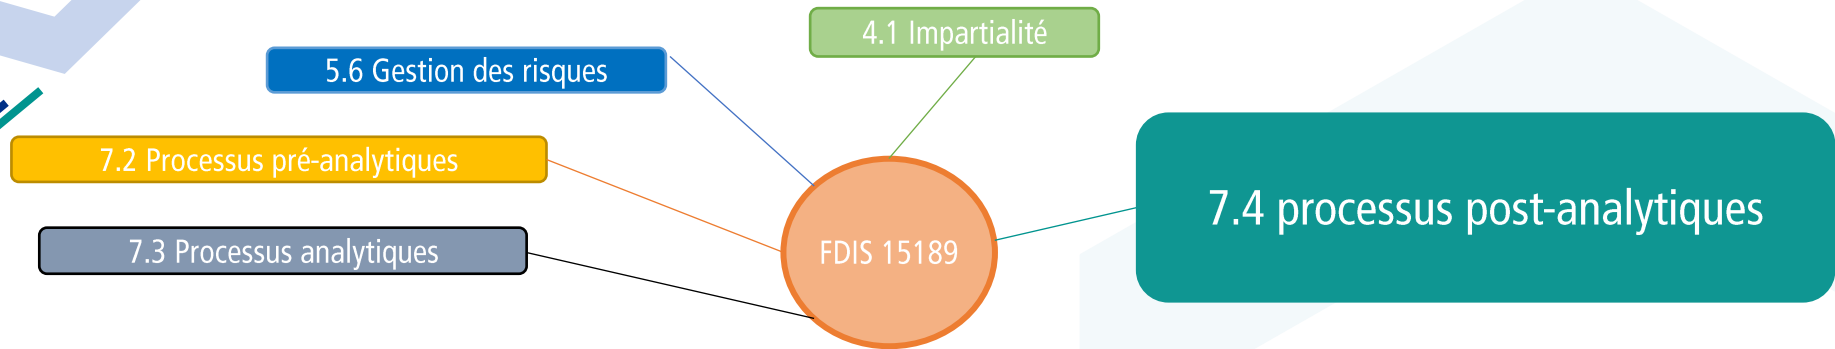 4.1 Impartialité
5.6 Gestion des risques
7.2 Processus pré-analytiques
7.3 Processus analytiques
FDIS 15189
7.4 processus post-analytiques